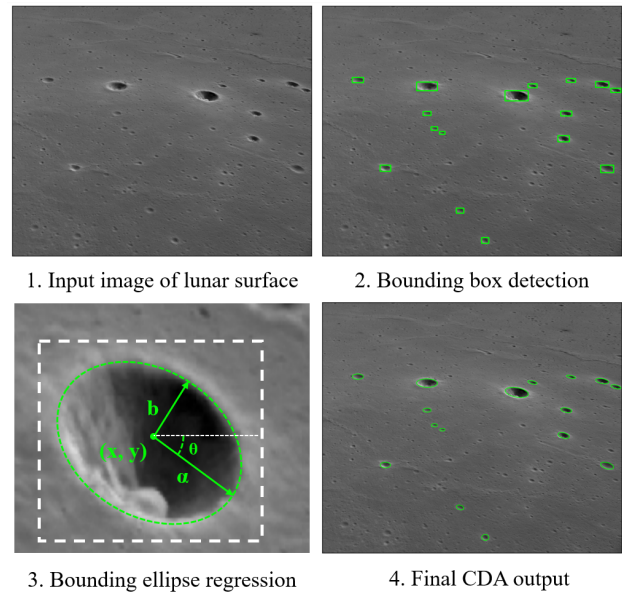 1. Input image of lunar surface
2. Bounding box detection
b
(x, y)
θ
α
3. Bounding ellipse regression
4. Final CDA output